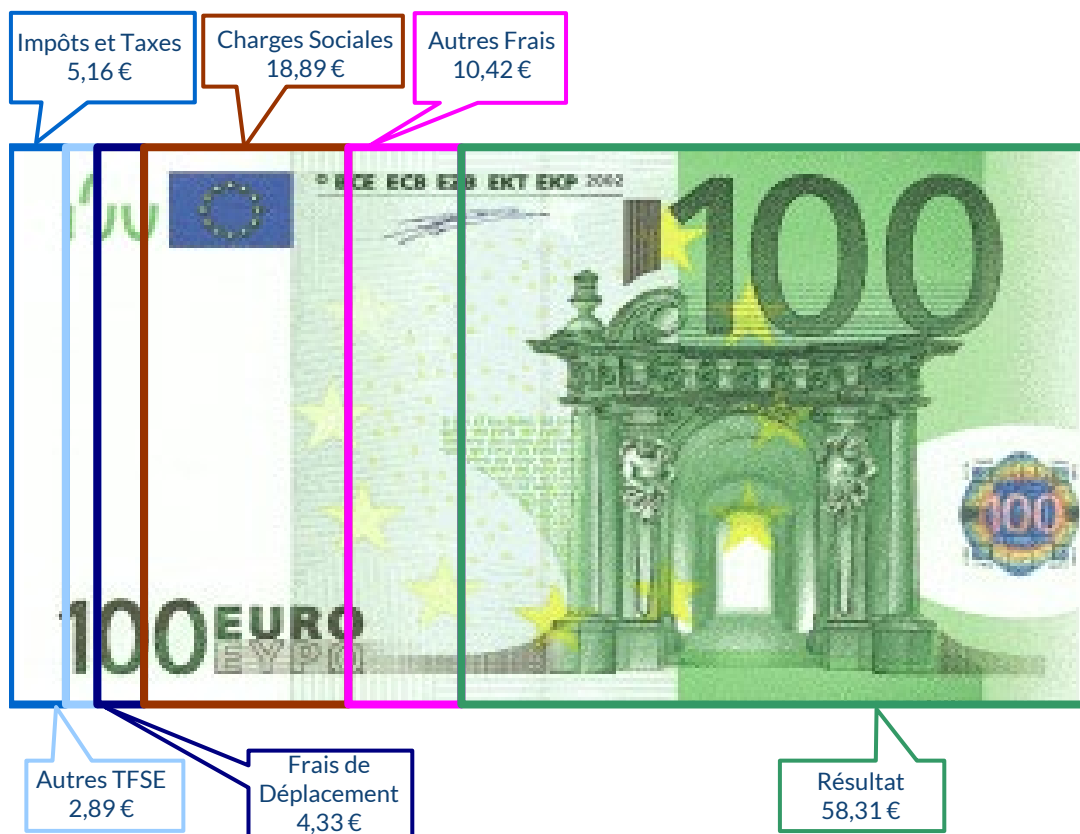 Impôts et Taxes
5,16 €
Charges Sociales
18,89 €
Autres Frais
10,42 €
© BCE ECB EZB EKT EKP 2002
100
100
100 EURO
ΕΥΡΩ
Autres TFSE
2,89 €
Frais de
Déplacement
4,33 €
Résultat
58,31 €